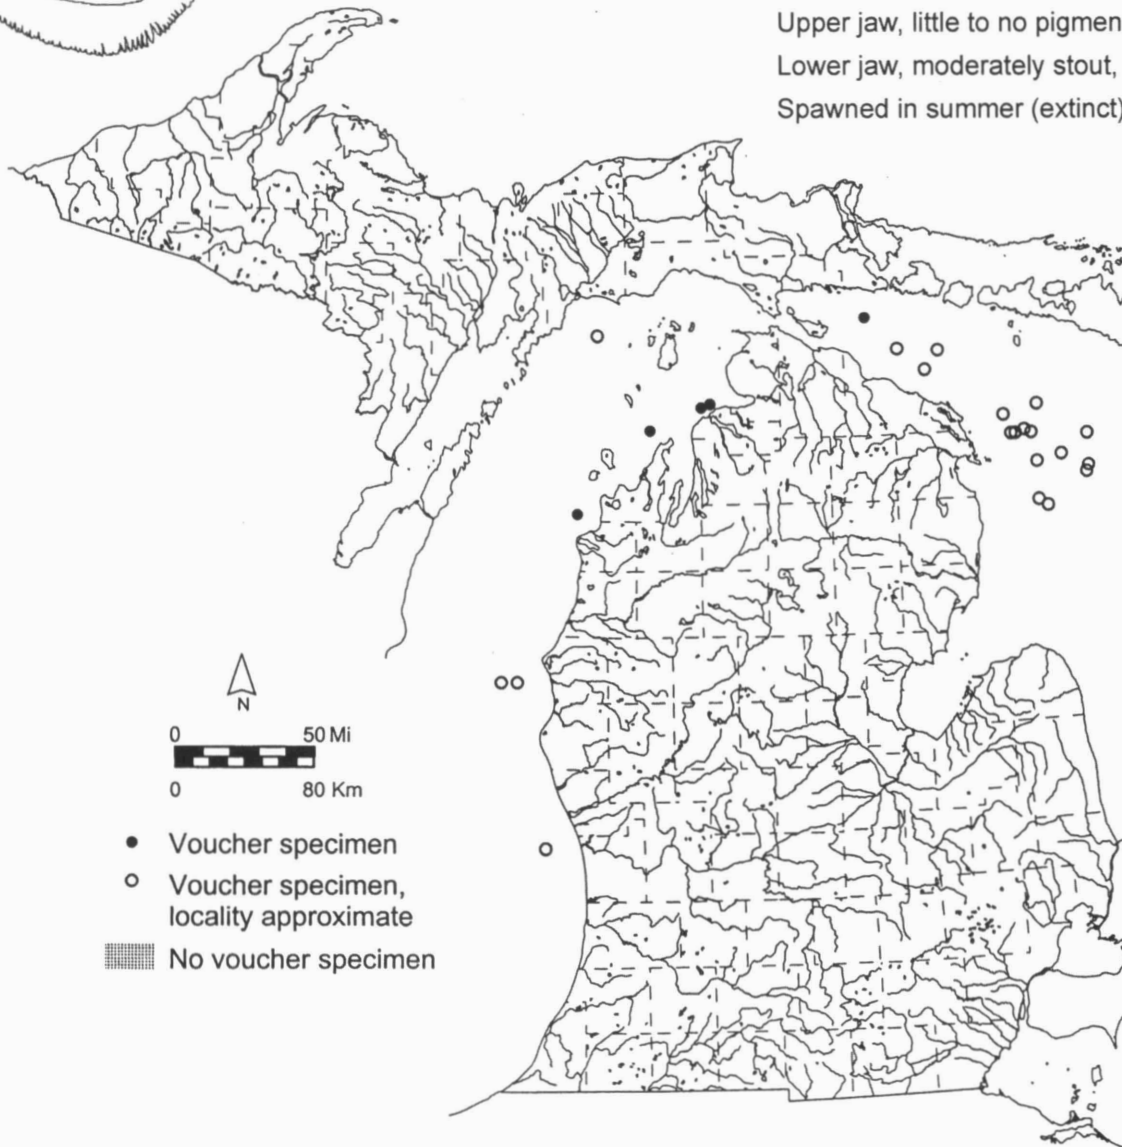 Upper jaw, little to no pigmen
Lower jaw, moderately stout,
Spawned in summer (extinct)
N
0 50 Mi
0 80 Km
Voucher specimen
Voucher specimen,
locality approximate
No voucher specimen